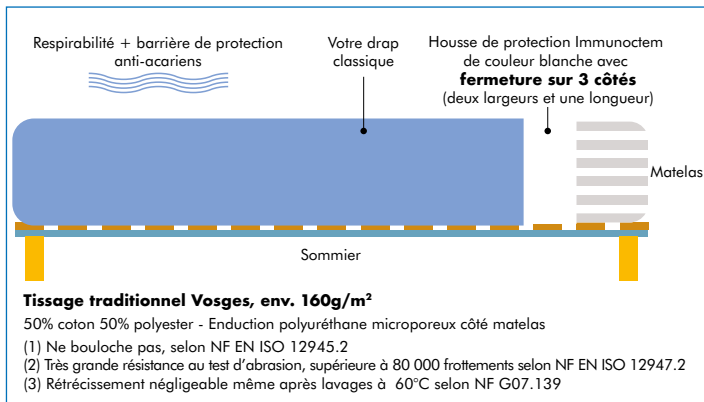 Respirabilité + barrière de protection
anti-acariens
Votre drap
classique
Housse de protection Immunoctem
de couleur blanche avec
fermeture sur 3 côtés
(deux largeurs et une longueur)
Matelas
Sommier
Tissage traditionnel Vosges, env. 160g/m²
50% coton 50% polyester - Enduction polyuréthane microporeux côté matelas
(1) Ne bouloche pas, selon NF EN ISO 12945.2
(2) Très grande résistance au test d’abrasion, supérieure à 80 000 frottements selon NF EN ISO 12947.2
(3) Rétrécissement négligeable même après lavages à  60°C selon NF G07.139